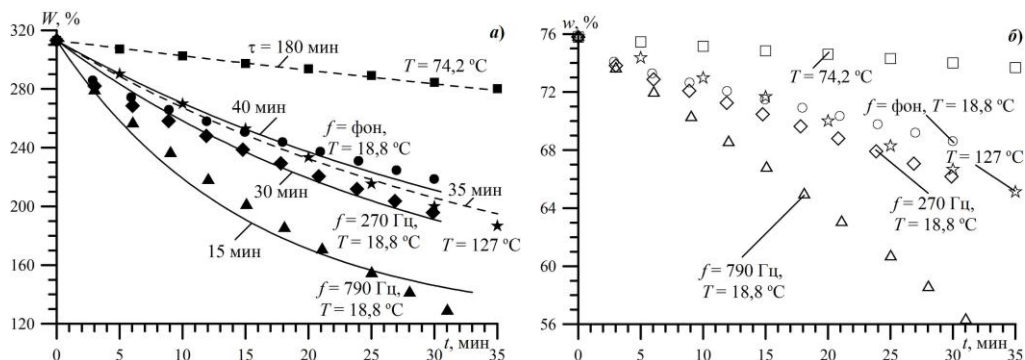 W, %
а)
320
280
240
200
160
120
τ = 180 мин
T = 74,2 °C
40 мин
f = фон,
T = 18,8 °C
30 мин
35 мин
f = 270 Гц,
T = 18,8 °C
T = 127 °C
15 мин
f = 790 Гц,
T = 18,8 °C
0 5 10 15 20 25 30 t, мин 35
w, %
б)
76
72
68
64
60
56
T = 74,2 °C
f = фон, T = 18,8 °C
T = 127 °C
f = 270 Гц,
T = 18,8 °C
f = 790 Гц,
T = 18,8 °C
0 5 10 15 20 25 30 t, мин 35